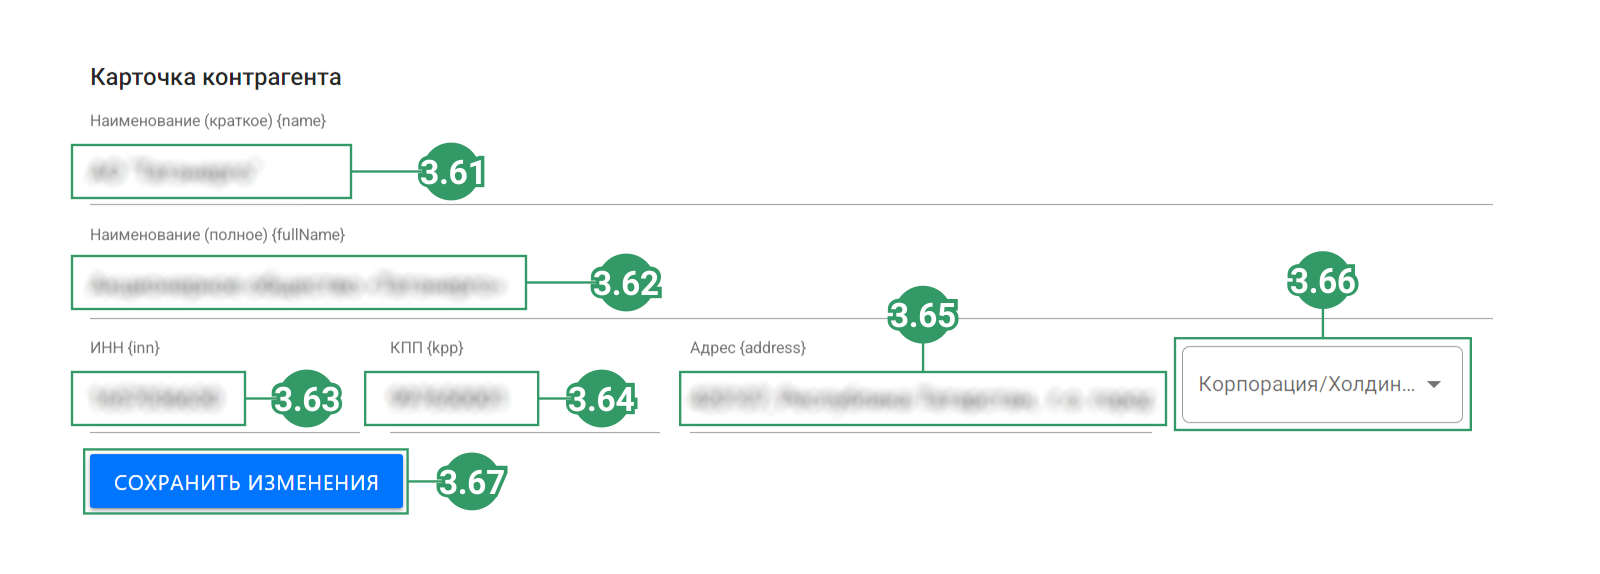 Карточка контрагента
Наименование (краткое) {name}
3.61
Наименование (полное) {fullName}
3.62
3.66
3.65
ИНН {inn}
КПП {kpp}
Адрес {address}
Корпорация/Холдин...
3.63
3.64
СОХРАНИТЬ ИЗМЕНЕНИЯ
3.67